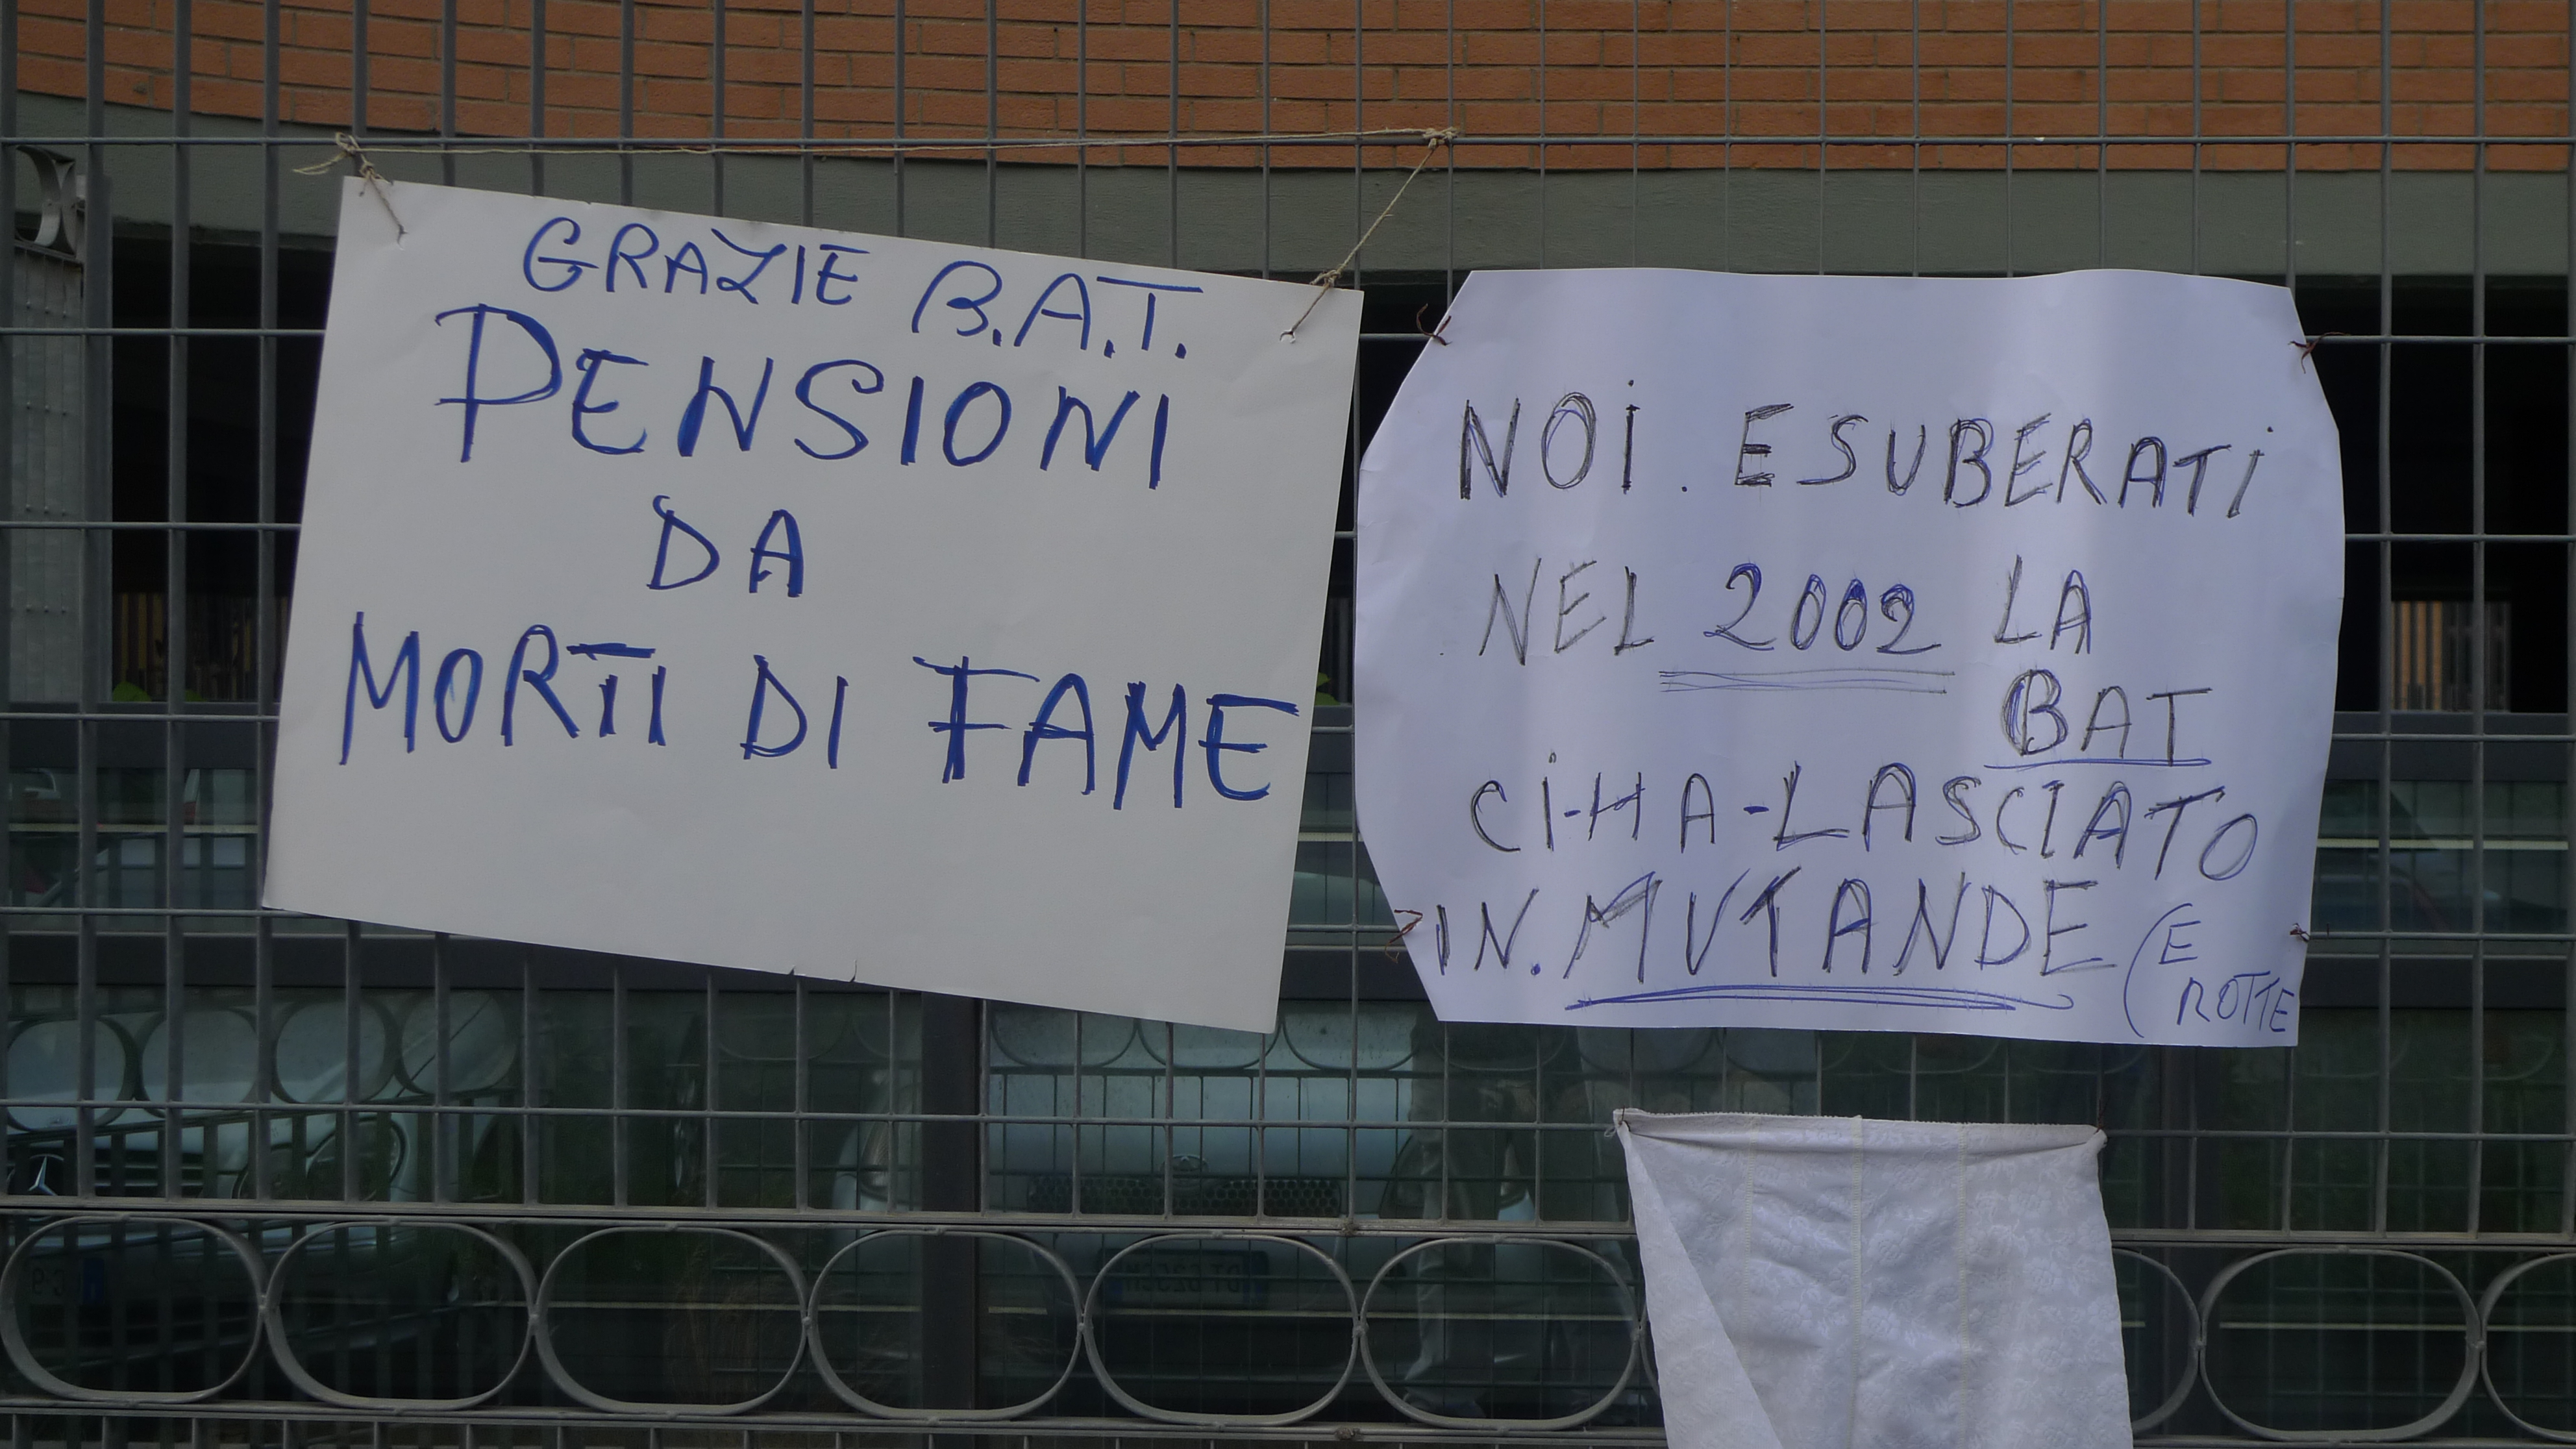 GRAZIE B.A.T.
PENSIONI
DA
MORTI DI FAME
NOI. ESUBERATI
NEL 2002 LA
BAT
CI-HA-LASCIATO
IN. MUTANDE (E
ROTTE